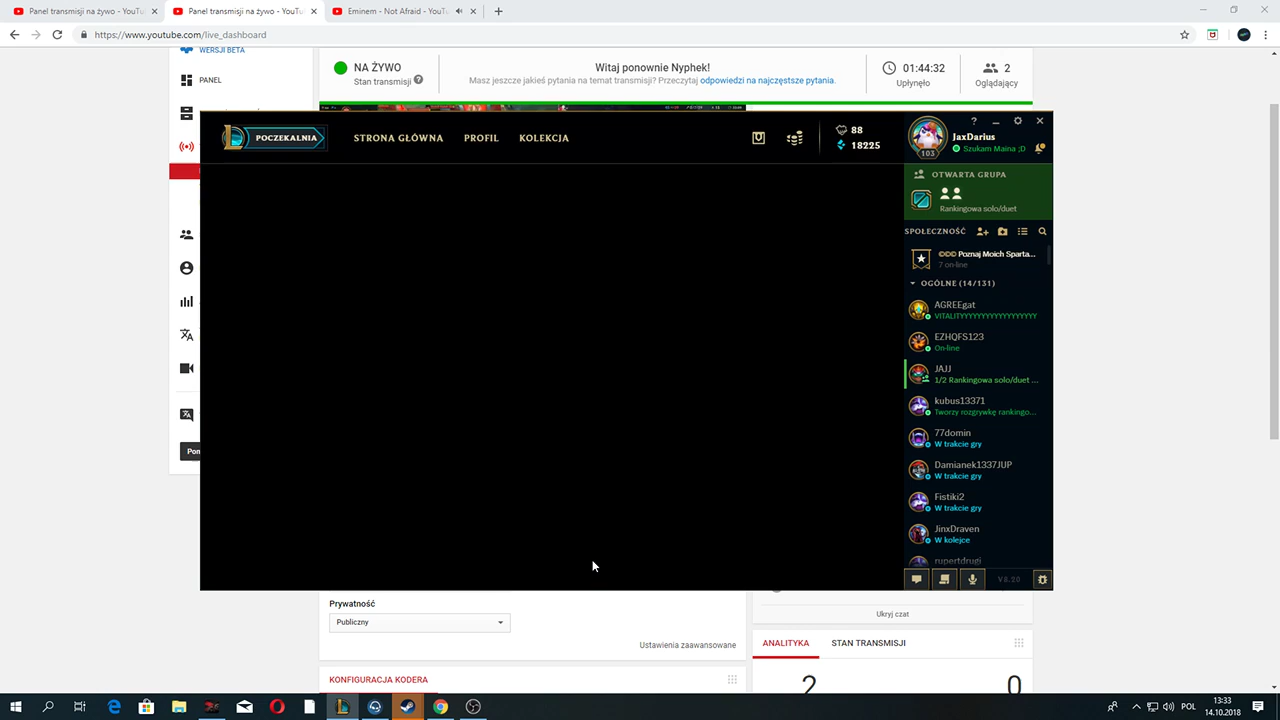 Panel transmisji na żywo - YouT
Panel transmisji na żywo - YouT
Eminem - Not Afraid - YouT
https://www.youtube.com/live_dashboard
WERSJI BETA
PANEL
NA ŻYWO
Stan transmisji
Witaj ponownie Nyphek!
Masz jeszcze jakieś pytania na temat transmisji? Przeczytaj odpowiedzi na najczęstsze pytania.
01:44:32
Upłynęło
2
Oglądający
POCZEKALNIA
STRONA GŁÓWNA
PROFIL
KOLEKCJA
88
18225
103
JaxDarius
Szukam Maina ;D
OTWARTA GRUPA
Rankingowa solo/duet
SPOŁECZNOŚĆ
Poznaj Moich Sparta...
7 on-line
OGÓLNE (14/131)
AGREEgat
VITALITYYYYYYYYYYYYYYYYYY
EZHQFS123
On-line
JAJJ
1/2 Rankingowa solo/duet ...
kubus13371
Tworzy rozgrywkę rankingo...
77domin
W trakcie gry
Damianek1337JUP
W trakcie gry
Fistiki2
W trakcie gry
JinxDraven
W kolejce
rupertdrugi
V8.20
Pon
Prywatność
Publiczny
Ustawienia zaawansowane
KONFIGURACJA KODERA
Ukryj czat
ANALITYKA
STAN TRANSMISJI
2
0
POL
13:33
14.10.2018